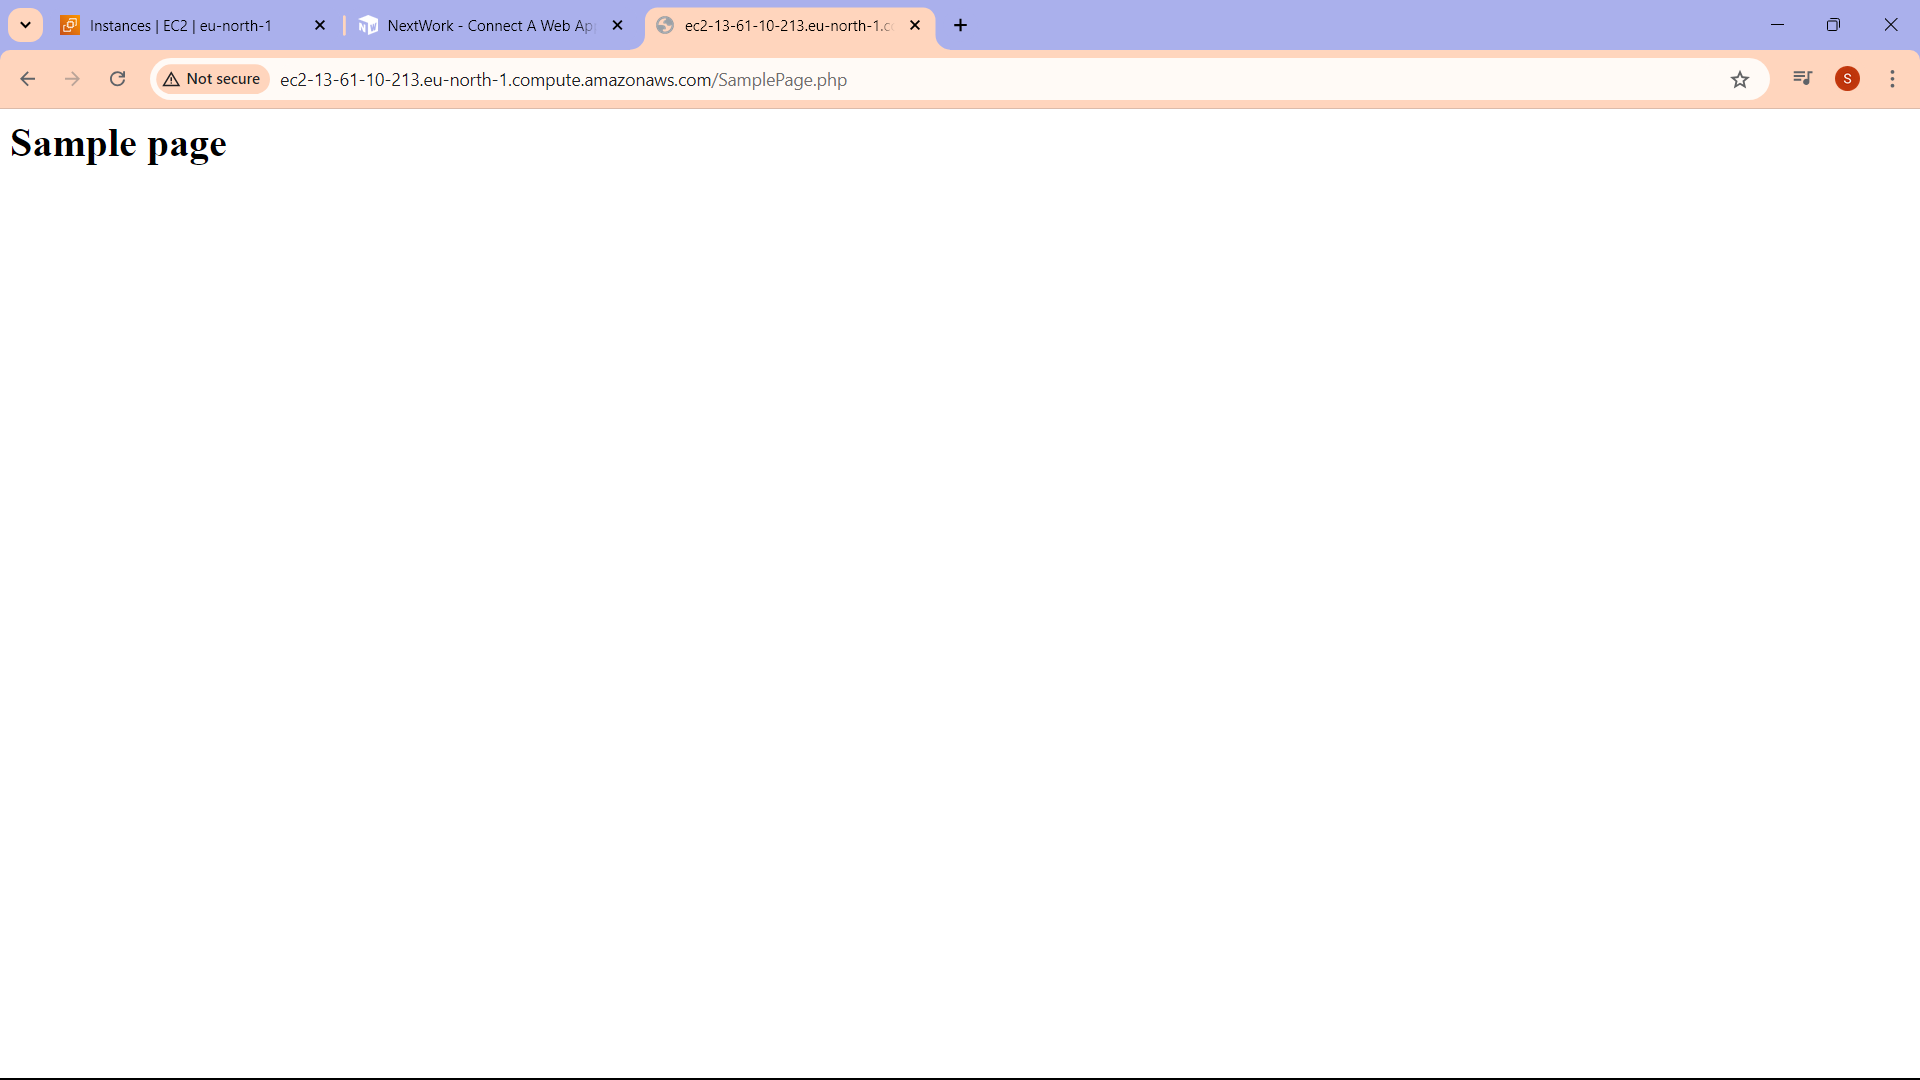 Instances | EC2 | eu-north-1
NextWork - Connect A Web Ap
ec2-13-61-10-213.eu-north-1.c
Not secure
ec2-13-61-10-213.eu-north-1.compute.amazonaws.com/SamplePage.php
S
Sample page